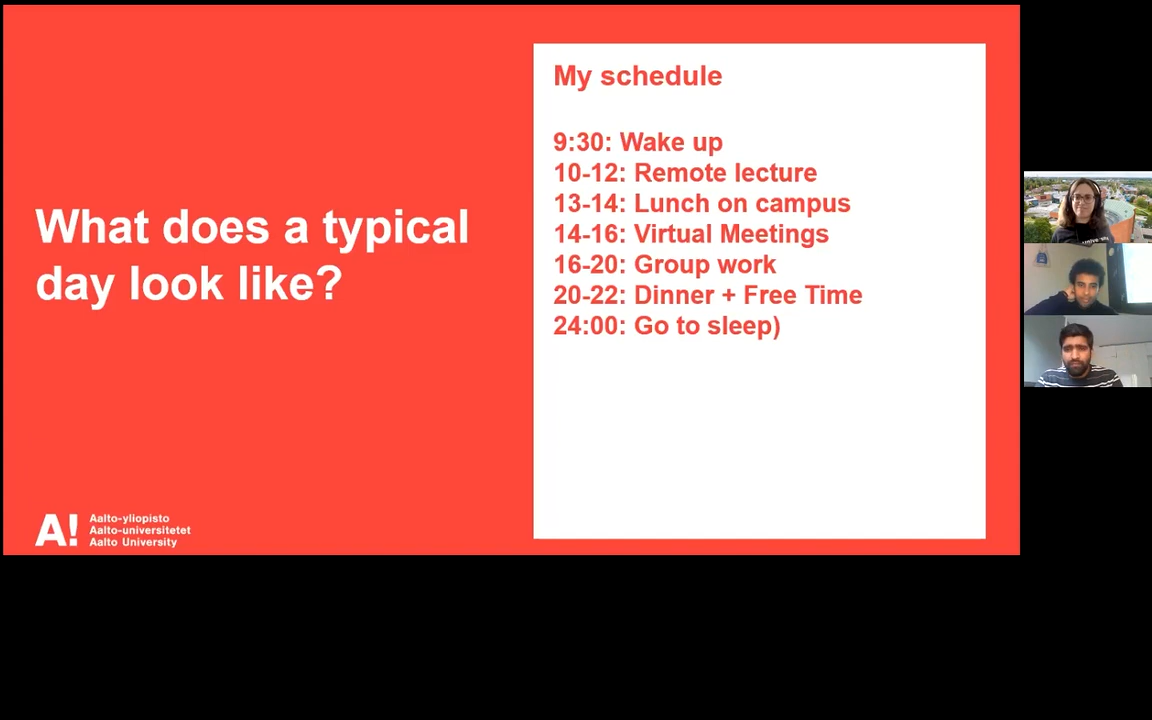 What does a typical
day look like?
My schedule
9:30: Wake up
10-12: Remote lecture
13-14: Lunch on campus
14-16: Virtual Meetings
16-20: Group work
20-22: Dinner + Free Time
24:00: Go to sleep)
A!
Aalto-yliopisto
Aalto-universitetet
Aalto University